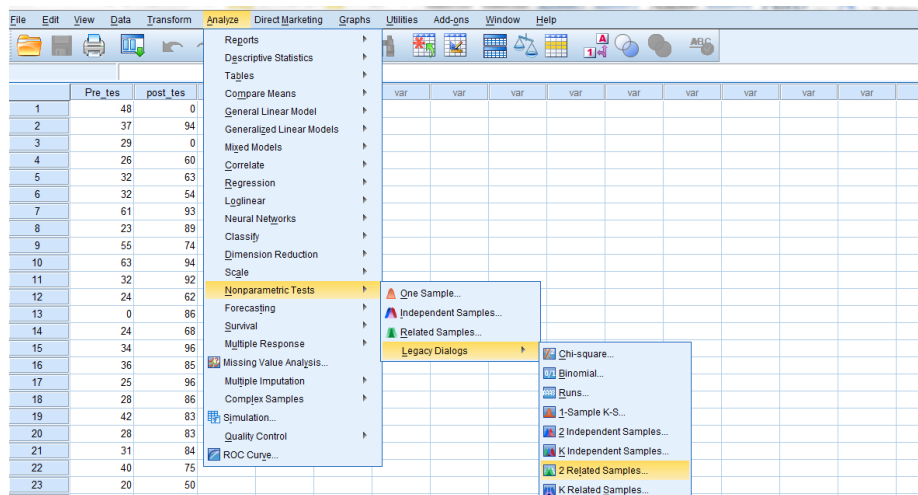 File Edit View Data Transform Analyze Direct Marketing Graphs Utilities Add-ons Window Help
A
1 4
ABC
Pre_tes post_tes var var var var var var var var var
1 48 0
2 37 94
3 29 0
4 26 60
5 32 63
6 32 54
7 61 93
8 23 89
9 55 74
10 63 94
11 32 92
12 24 62
13 0 86
14 24 68
15 34 96
16 36 85
17 25 96
18 28 86
19 42 83
20 28 83
21 31 84
22 40 75
23 20 50
Reports
Descriptive Statistics
Tables
Compare Means
General Linear Model
Generalized Linear Models
Mixed Models
Correlate
Regression
Loglinear
Neural Networks
Classify
Dimension Reduction
Scale
Nonparametric Tests
Forecasting
Survival
Multiple Response
Missing Value Analysis...
Multiple Imputation
Complex Samples
Simulation...
Quality Control
ROC Curve...
One Sample...
Independent Samples...
Related Samples...
Legacy Dialogs
Chi-square...
0/1 Binomial...
Runs...
1-Sample K-S...
2 Independent Samples...
K Independent Samples...
2 Related Samples...
K Related Samples...